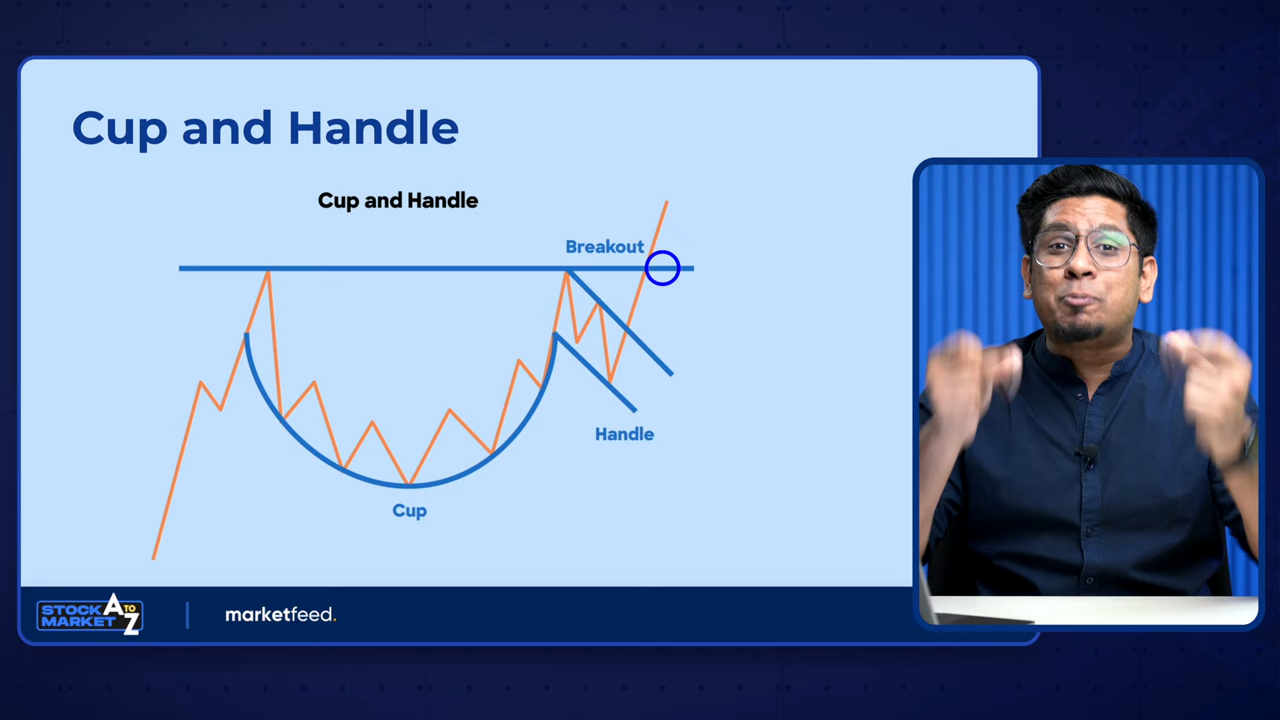 Cup and Handle
Cup and Handle
Breakout
Handle
Cup
STOCK
MARKET
A TO Z
marketfeed.